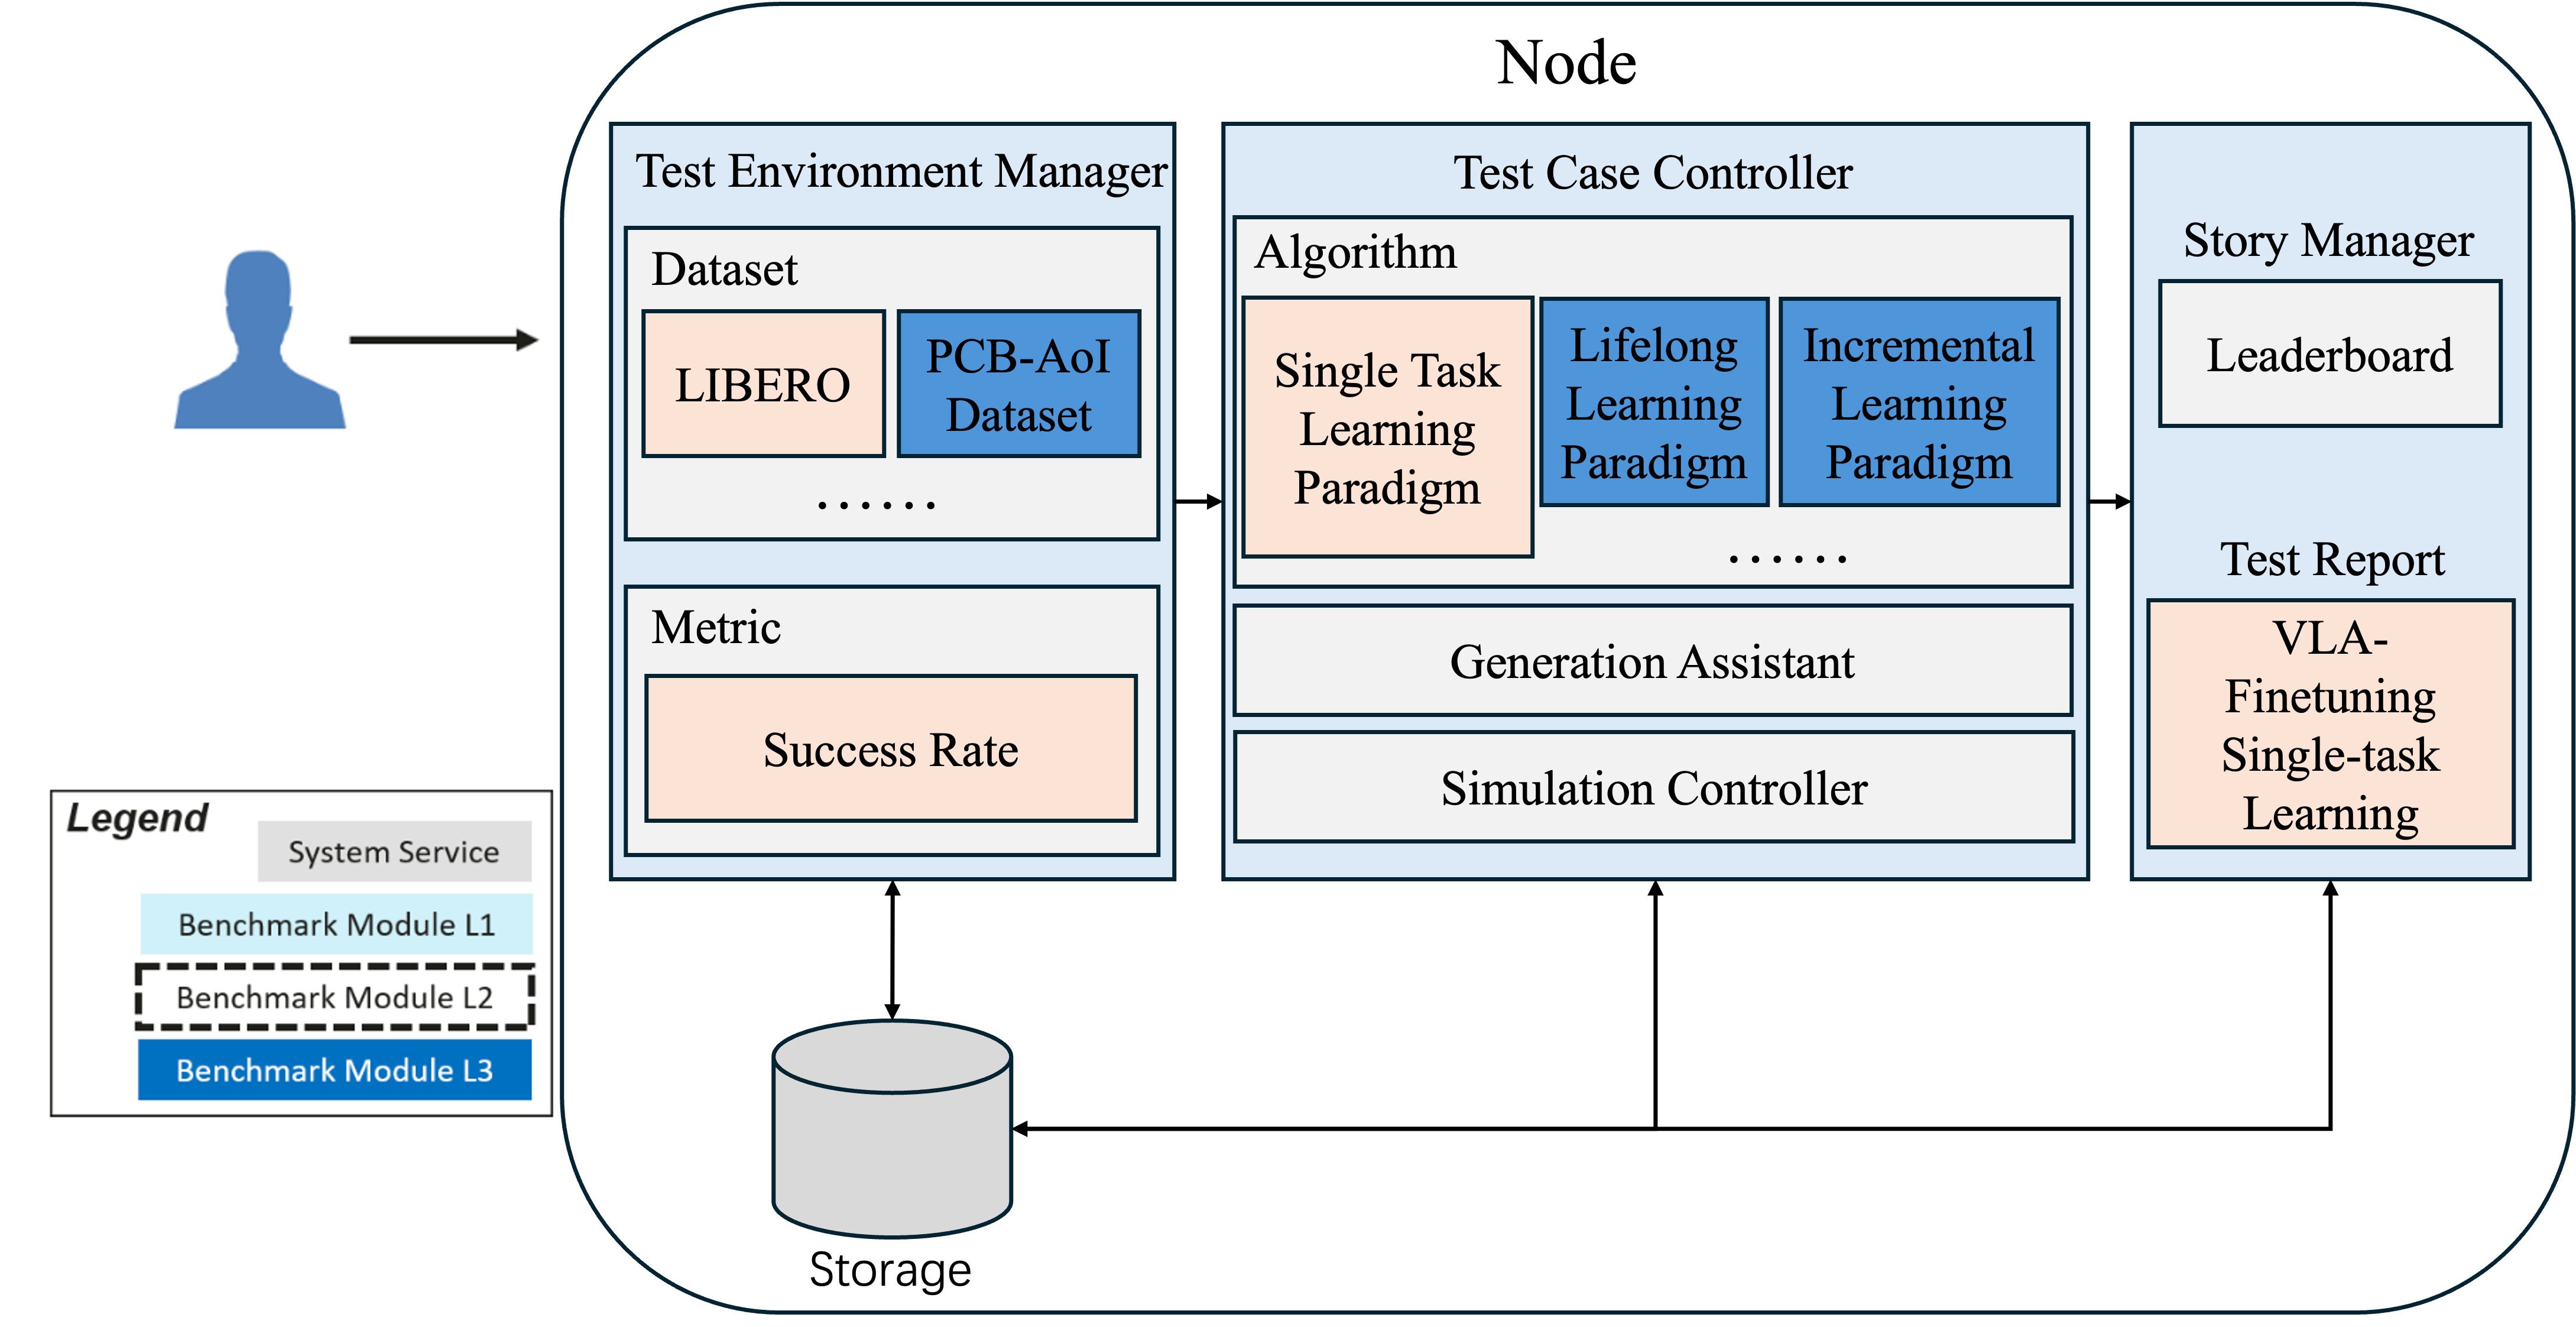 Node
Test Environment Manager
Dataset
LIBERO
PCB-AoI
Dataset
......
Metric
Success Rate
Test Case Controller
Algorithm
Single Task
Learning
Paradigm
Lifelong
Learning
Paradigm
Incremental
Learning
Paradigm
......
Generation Assistant
Simulation Controller
Story Manager
Leaderboard
Test Report
VLA-
Finetuning
Single-task
Learning
Legend
System Service
Benchmark Module L1
Benchmark Module L2
Benchmark Module L3
Storage